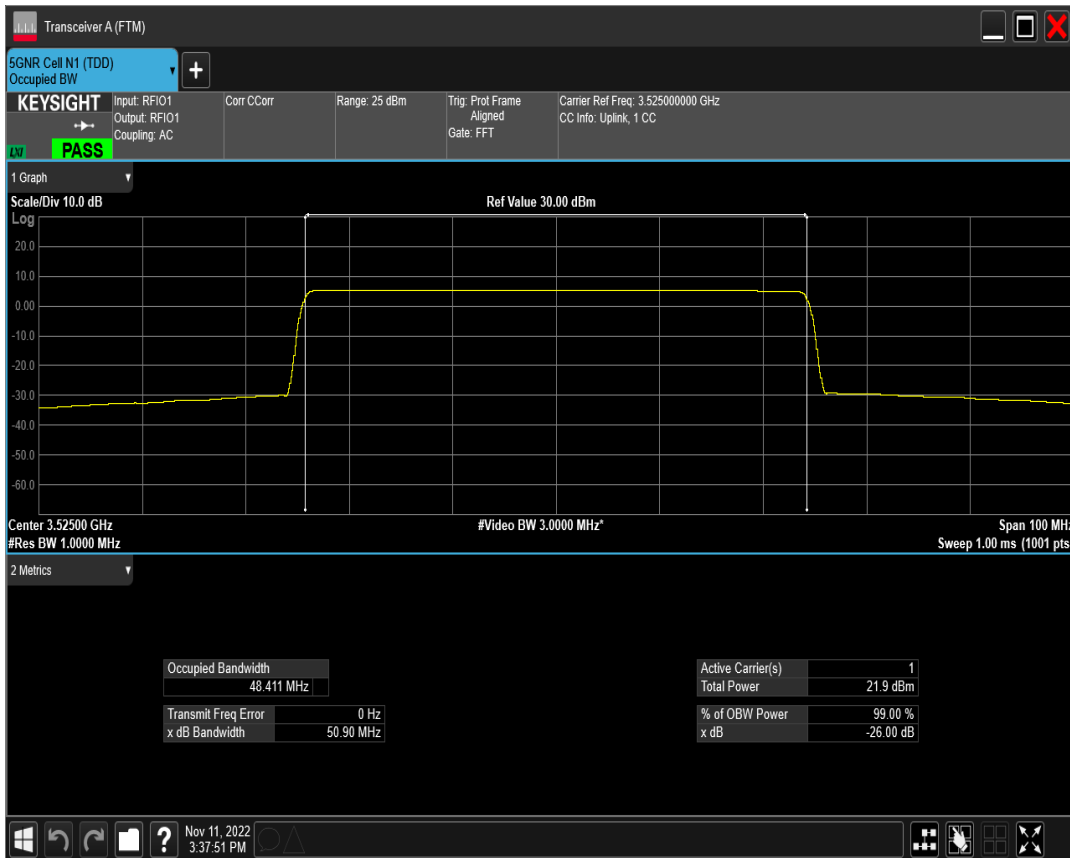 Transceiver A (FTM)
5GNR Cell N1 (TDD)
Occupied BW
+
KEYSIGHT
LXI
PASS
Input: RFIO1
Output: RFIO1
Coupling: AC
Corr CCorr
Range: 25 dBm
Trig: Prot Frame
Aligned
Gate: FFT
Carrier Ref Freq: 3.525000000 GHz
CC Info: Uplink, 1 CC
1 Graph
Scale/Div 10.0 dB
Ref Value 30.00 dBm
Log
20.0
10.0
0.00
-10.0
-20.0
-30.0
-40.0
-50.0
-60.0
Center 3.52500 GHz
#Video BW 3.0000 MHz*
Span 100 MHz
#Res BW 1.0000 MHz
Sweep 1.00 ms (1001 pts
2 Metrics
Occupied Bandwidth
48.411 MHz
Transmit Freq Error 0 Hz
x dB Bandwidth 50.90 MHz
Active Carrier(s) 1
Total Power 21.9 dBm
% of OBW Power 99.00 %
x dB -26.00 dB
?
Nov 11, 2022
3:37:51 PM